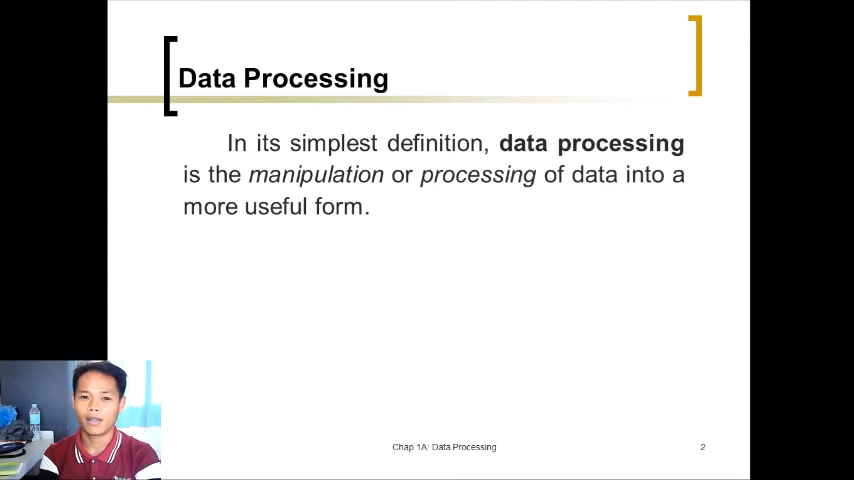 Data Processing
In its simplest definition, data processing
is the manipulation or processing of data into a
more useful form.
Chap 1A: Data Processing 2